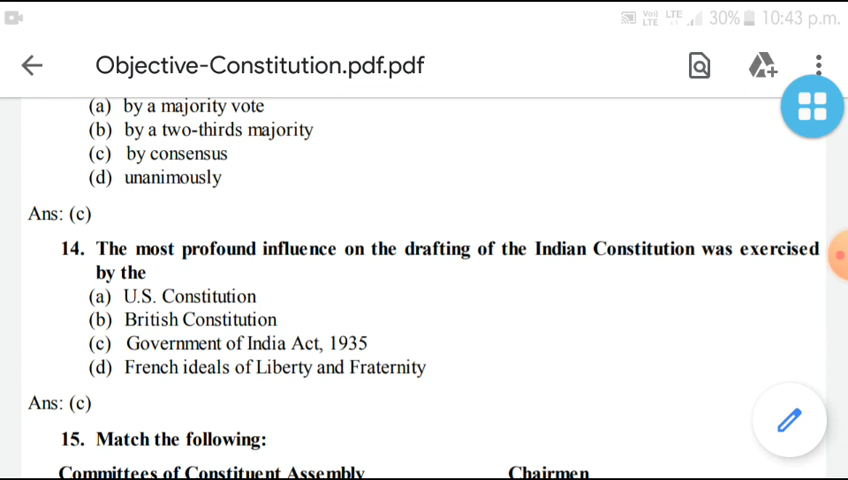 Voil LTE
LTE 30% 10:43 p.m.
Objective-Constitution.pdf.pdf
(a) by a majority vote
(b) by a two-thirds majority
(c) by consensus
(d) unanimously
Ans: (c)
14. The most profound influence on the drafting of the Indian Constitution was exercised
by the
(a) U.S. Constitution
(b) British Constitution
(c) Government of India Act, 1935
(d) French ideals of Liberty and Fraternity
Ans: (c)
15. Match the following:
Committees of Constituent Assembly Chairmen